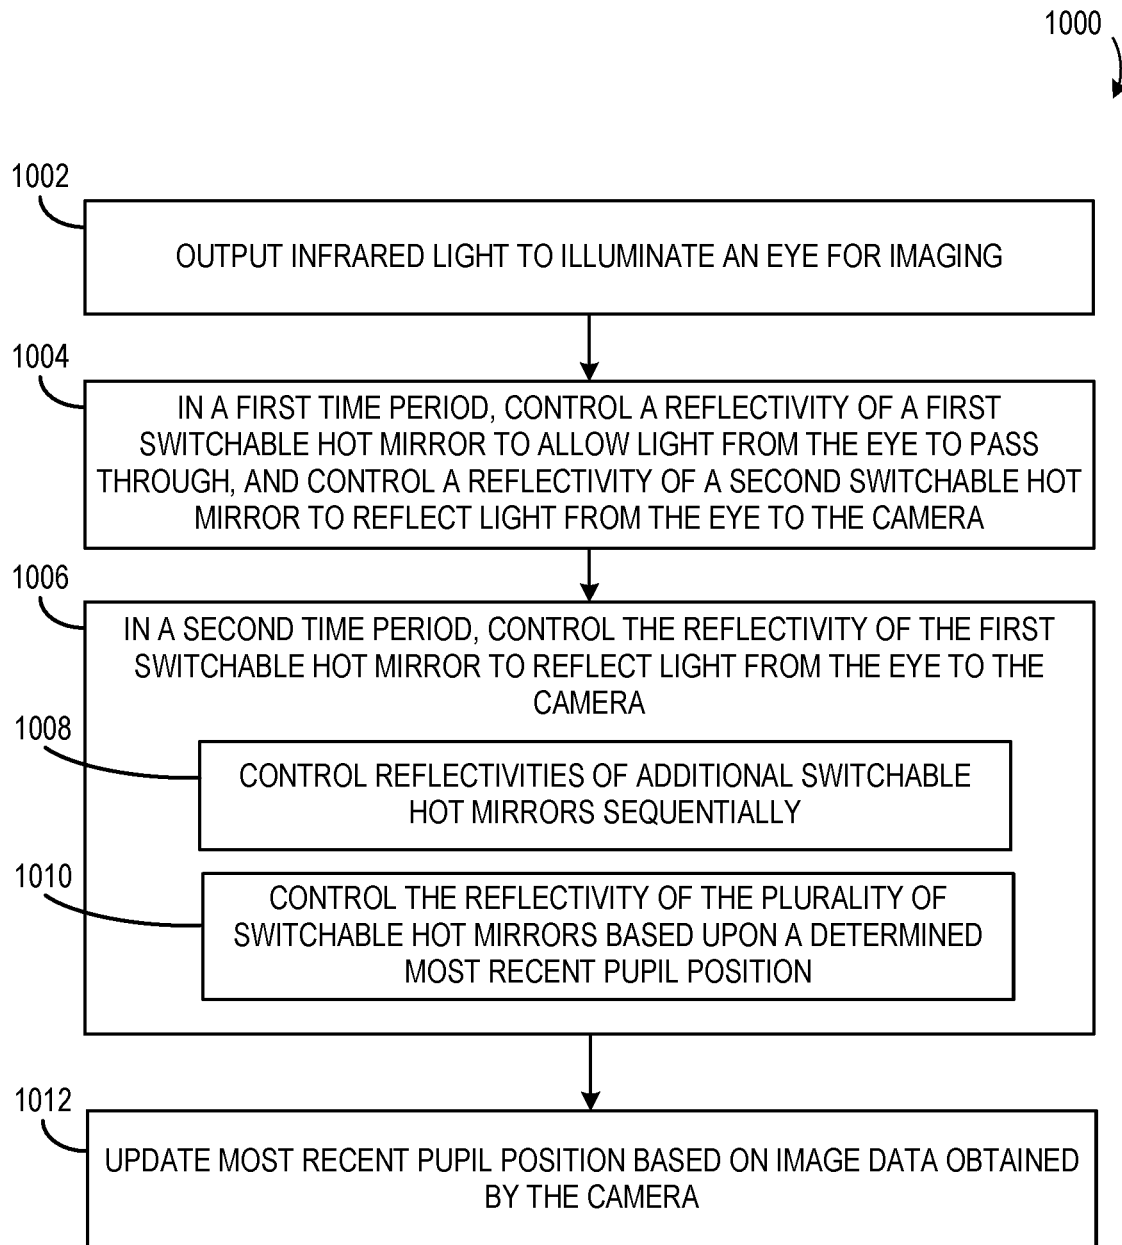 1000
1002
OUTPUT INFRARED LIGHT TO ILLUMINATE AN EYE FOR IMAGING
1004
IN A FIRST TIME PERIOD, CONTROL A REFLECTIVITY OF A FIRST
SWITCHABLE HOT MIRROR TO ALLOW LIGHT FROM THE EYE TO PASS
THROUGH, AND CONTROL A REFLECTIVITY OF A SECOND SWITCHABLE HOT
MIRROR TO REFLECT LIGHT FROM THE EYE TO THE CAMERA
1006
IN A SECOND TIME PERIOD, CONTROL THE REFLECTIVITY OF THE FIRST
SWITCHABLE HOT MIRROR TO REFLECT LIGHT FROM THE EYE TO THE
CAMERA
1008
CONTROL REFLECTIVITIES OF ADDITIONAL SWITCHABLE
HOT MIRRORS SEQUENTIALLY
1010
CONTROL THE REFLECTIVITY OF THE PLURALITY OF
SWITCHABLE HOT MIRRORS BASED UPON A DETERMINED
MOST RECENT PUPIL POSITION
1012
UPDATE MOST RECENT PUPIL POSITION BASED ON IMAGE DATA OBTAINED
BY THE CAMERA